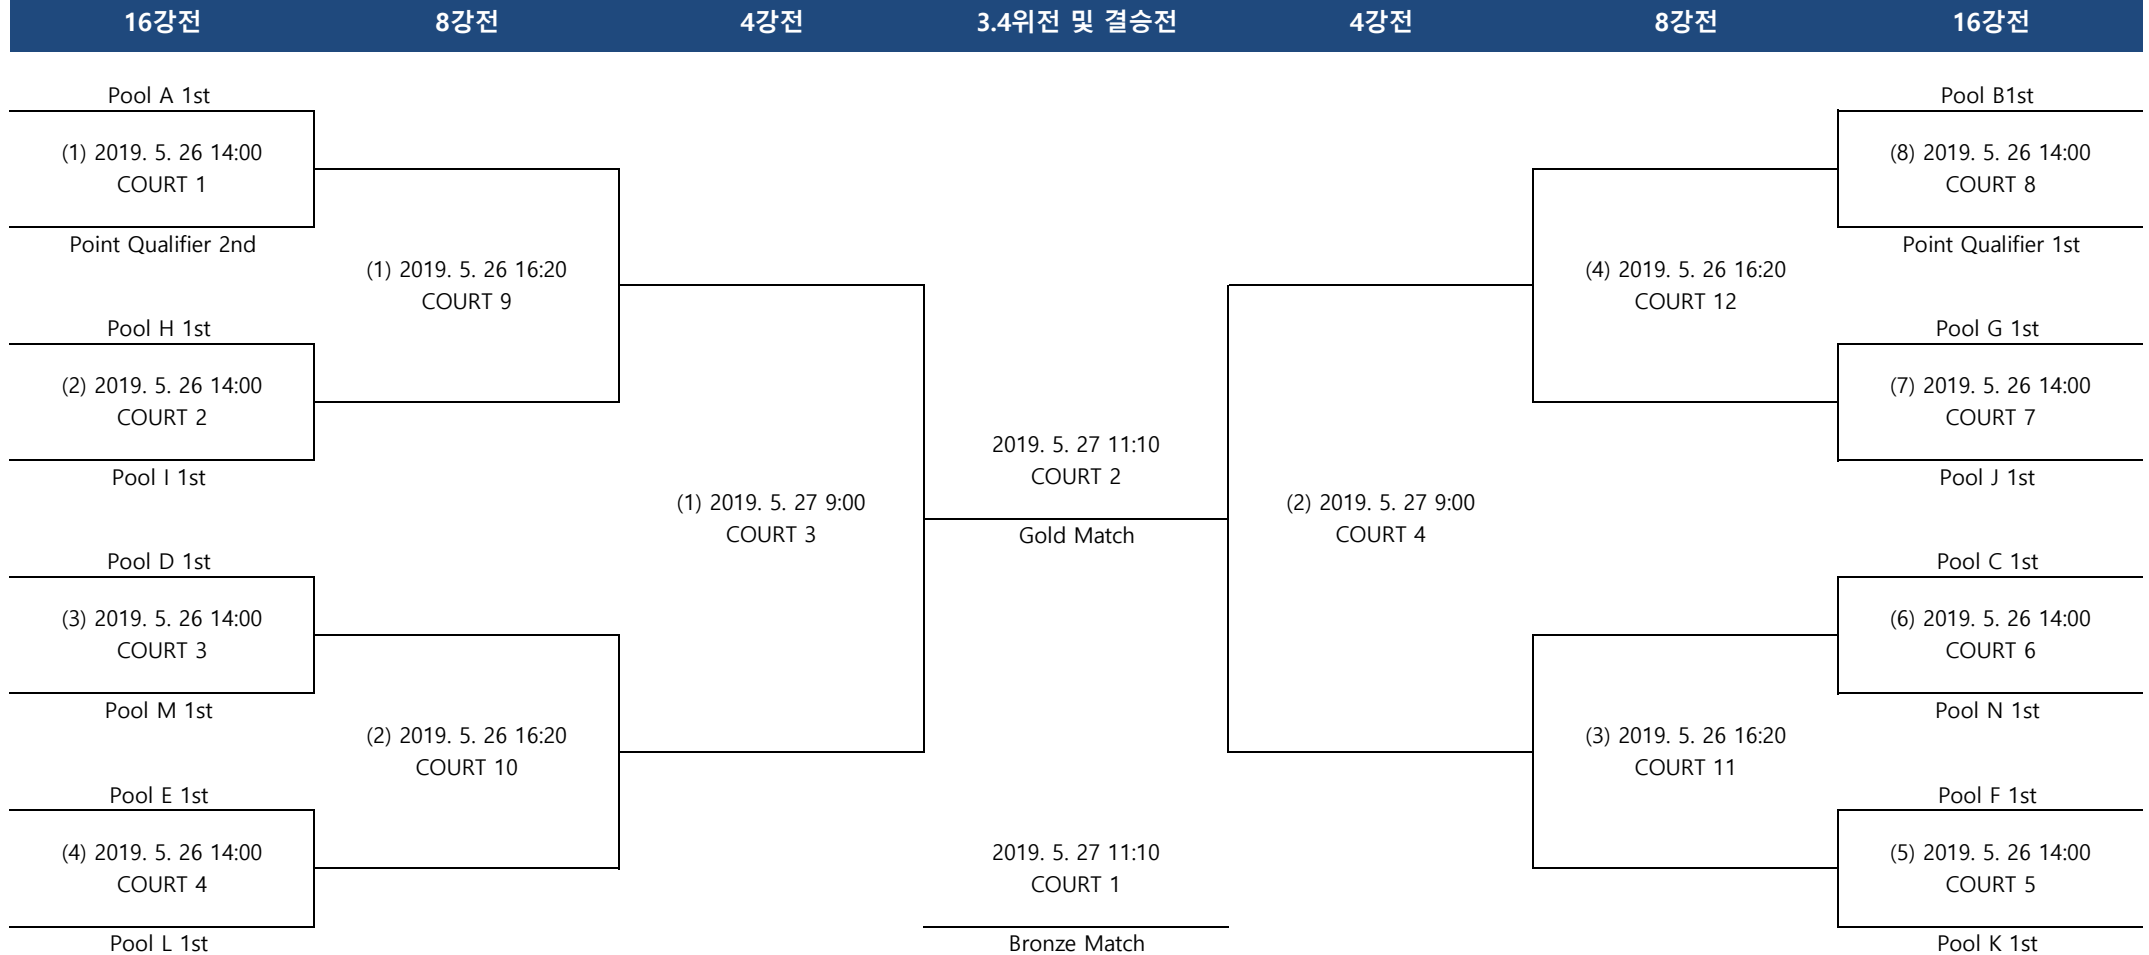 16강전 8강전 4강전 3.4위전 및 결승전 4강전 8강전 16강전
Pool A 1st
(1) 2019. 5. 26 14:00
COURT 1
Point Qualifier 2nd
Pool H 1st
(2) 2019. 5. 26 14:00
COURT 2
Pool I 1st
Pool D 1st
(3) 2019. 5. 26 14:00
COURT 3
Pool M 1st
Pool E 1st
(4) 2019. 5. 26 14:00
COURT 4
Pool L 1st
(1) 2019. 5. 26 16:20
COURT 9
(2) 2019. 5. 26 16:20
COURT 10
(1) 2019. 5. 27 9:00
COURT 3
2019. 5. 27 11:10
COURT 2
Gold Match
2019. 5. 27 11:10
COURT 1
Bronze Match
(2) 2019. 5. 27 9:00
COURT 4
(4) 2019. 5. 26 16:20
COURT 12
(3) 2019. 5. 26 16:20
COURT 11
Pool B1st
(8) 2019. 5. 26 14:00
COURT 8
Point Qualifier 1st
Pool G 1st
(7) 2019. 5. 26 14:00
COURT 7
Pool J 1st
Pool C 1st
(6) 2019. 5. 26 14:00
COURT 6
Pool N 1st
Pool F 1st
(5) 2019. 5. 26 14:00
COURT 5
Pool K 1st